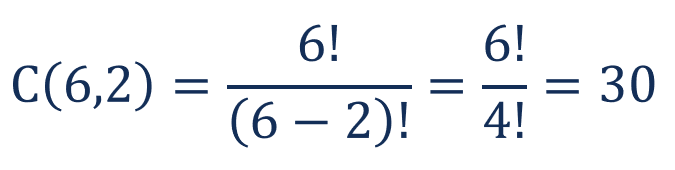 C(6,2) = 6! / (6 − 2)! = 6! / 4! = 30